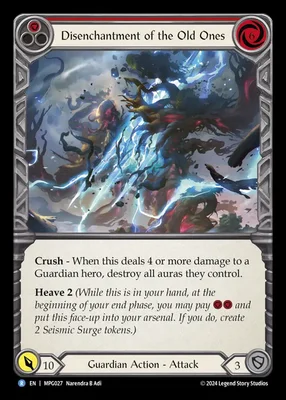 Disenchantment of the Old Ones
Crush - When this deals 4 or more damage to a
Guardian hero, destroy all auras they control.
Heave 2 (While this is in your hand, at the
beginning of your end phase, you may pay
and
put this face-up into your arsenal. If you do, create
2 Seismic Surge tokens.)
10
Guardian Action - Attack
3
R EN | MPG027 Narendra B Adi
©2024 Legend Story Studios